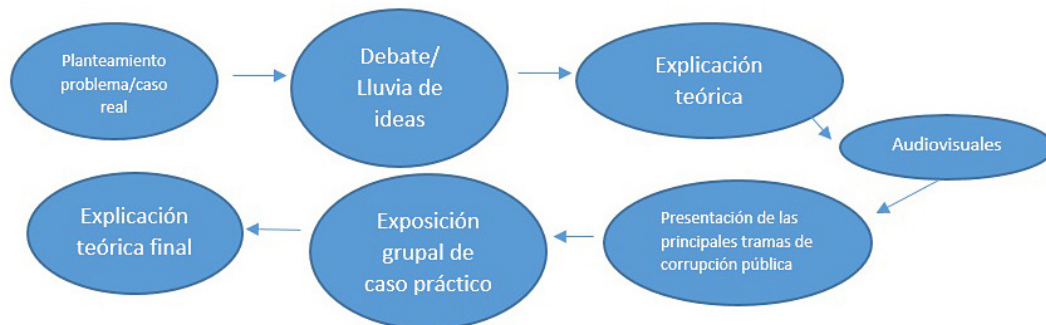 Planteamiento
problema/caso
real
Debate/
Lluvia de
ideas
Explicación
teórica
Audiovisuales
Presentación de las
principales tramas de
corrupción pública
Exposición
grupal de
caso práctico
Explicación
teórica final